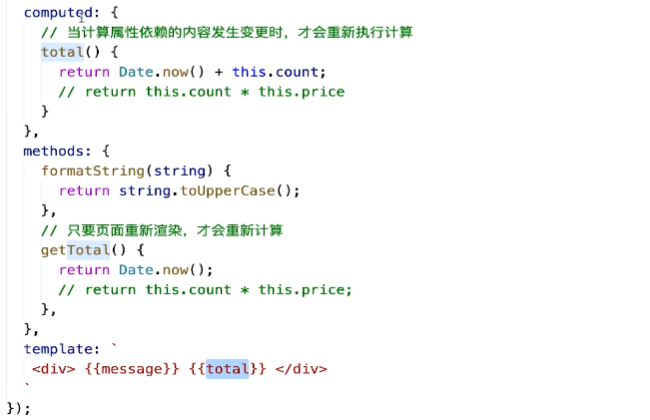 computed: {
// 当计算属性依赖的内容发生变更时，才会重新执行计算
total() {
return Date.now() + this.count;
// return this.count * this.price
}
},
methods: {
formatString(string) {
return string.toUpperCase();
},
// 只要页面重新渲染，才会重新计算
getTotal() {
return Date.now();
// return this.count * this.price;
},
},
template: `
<div> {{message}} {{total}} </div>
`
});